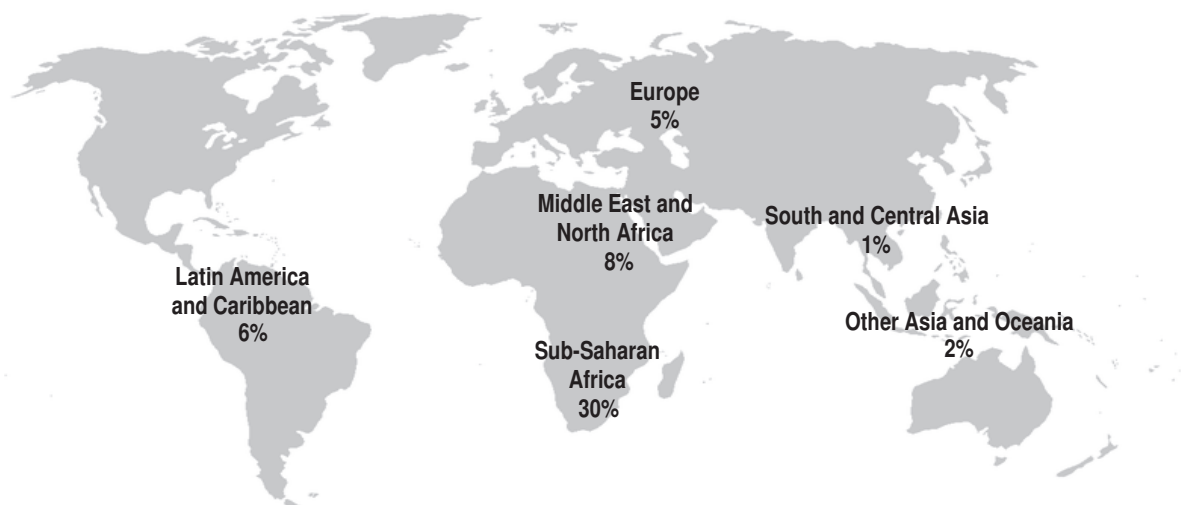 Europe
5%
Middle East and
North Africa
8%
South and Central Asia
1%
Latin America
and Caribbean
6%
Other Asia and Oceania
2%
Sub-Saharan
Africa
30%